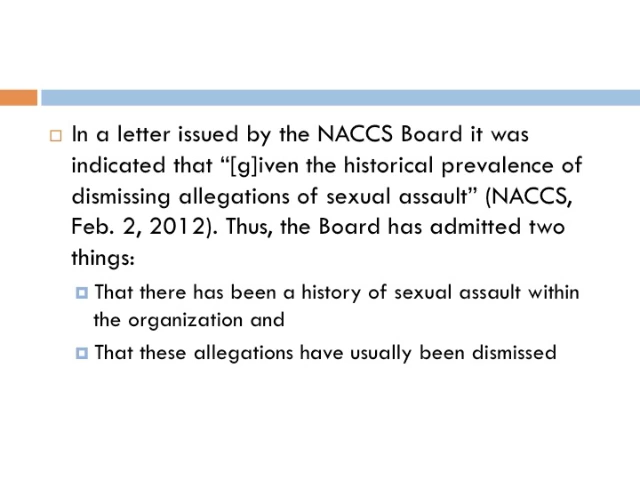 In a letter issued by the NACCS Board it was
indicated that “[g]iven the historical prevalence of
dismissing allegations of sexual assault” (NACCS,
Feb. 2, 2012). Thus, the Board has admitted two
things:
That there has been a history of sexual assault within
the organization and
That these allegations have usually been dismissed